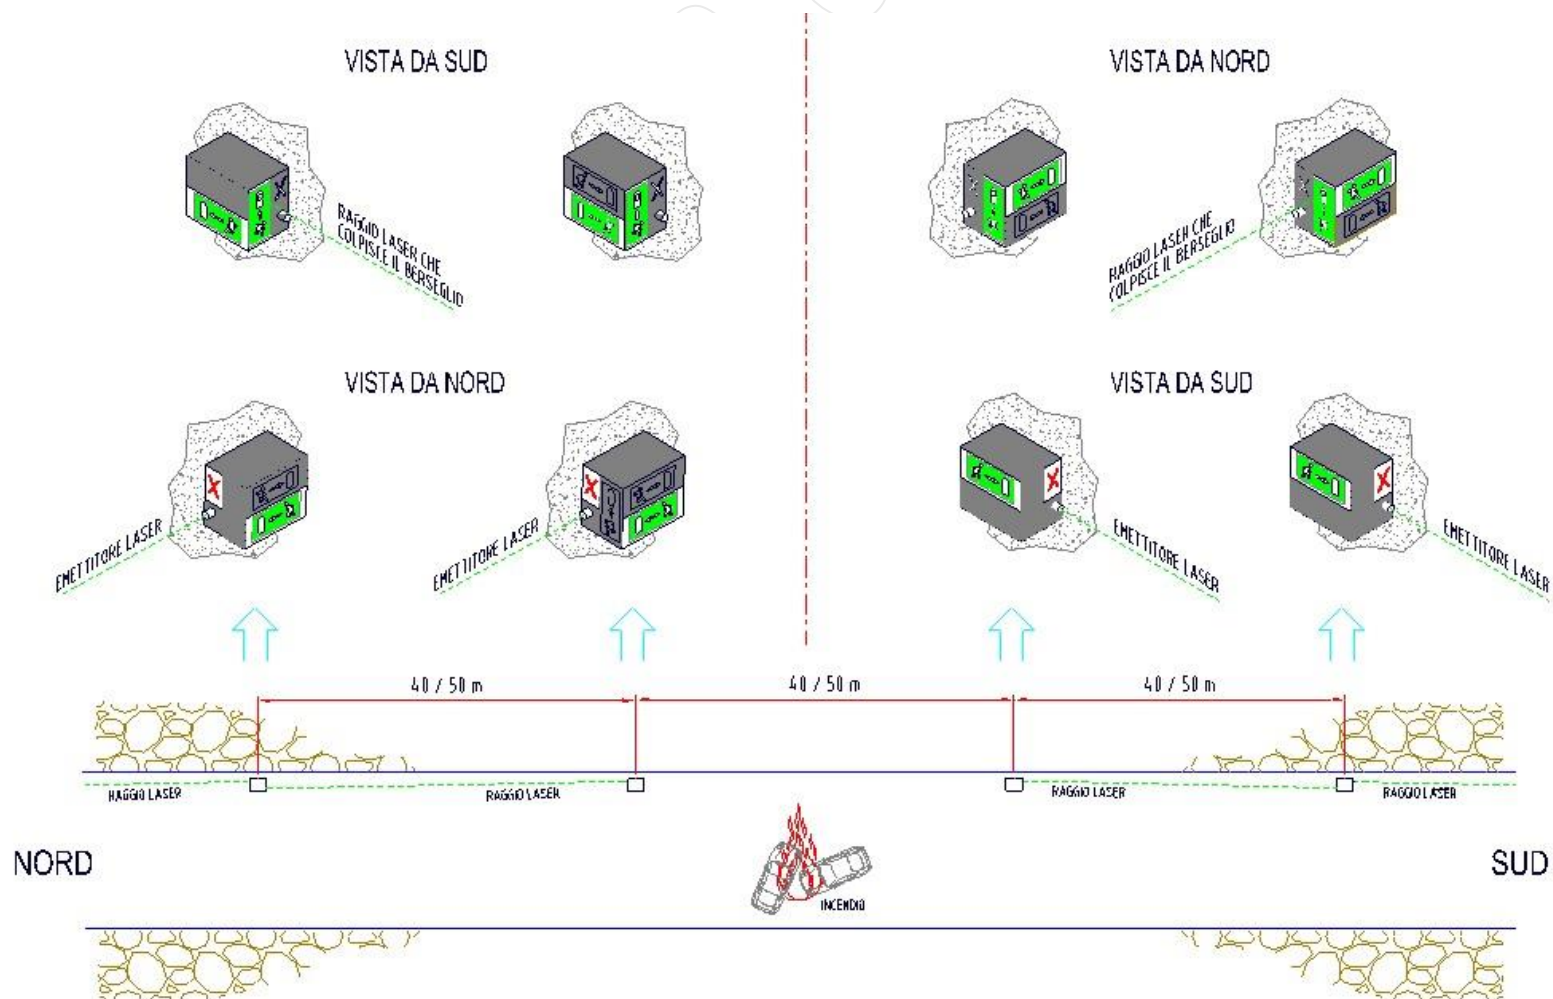 VISTA DA SUD
VISTA DA NORD
RAGGIO LASER CHE
COLPISCE IL BERSEGLIO
RAGGIO LASER CHE
COLPISCE IL BERSEGLIO
VISTA DA NORD
VISTA DA SUD
EMETTITORE LASER
EMETTITORE LASER
EMETTITORE LASER
EMETTITORE LASER
40 / 50 m
40 / 50 m
40 / 50 m
RAGGIO LASER
RAGGIO LASER
RAGGIO LASER
RAGGIO LASER
NORD
SUD
INCENDIO